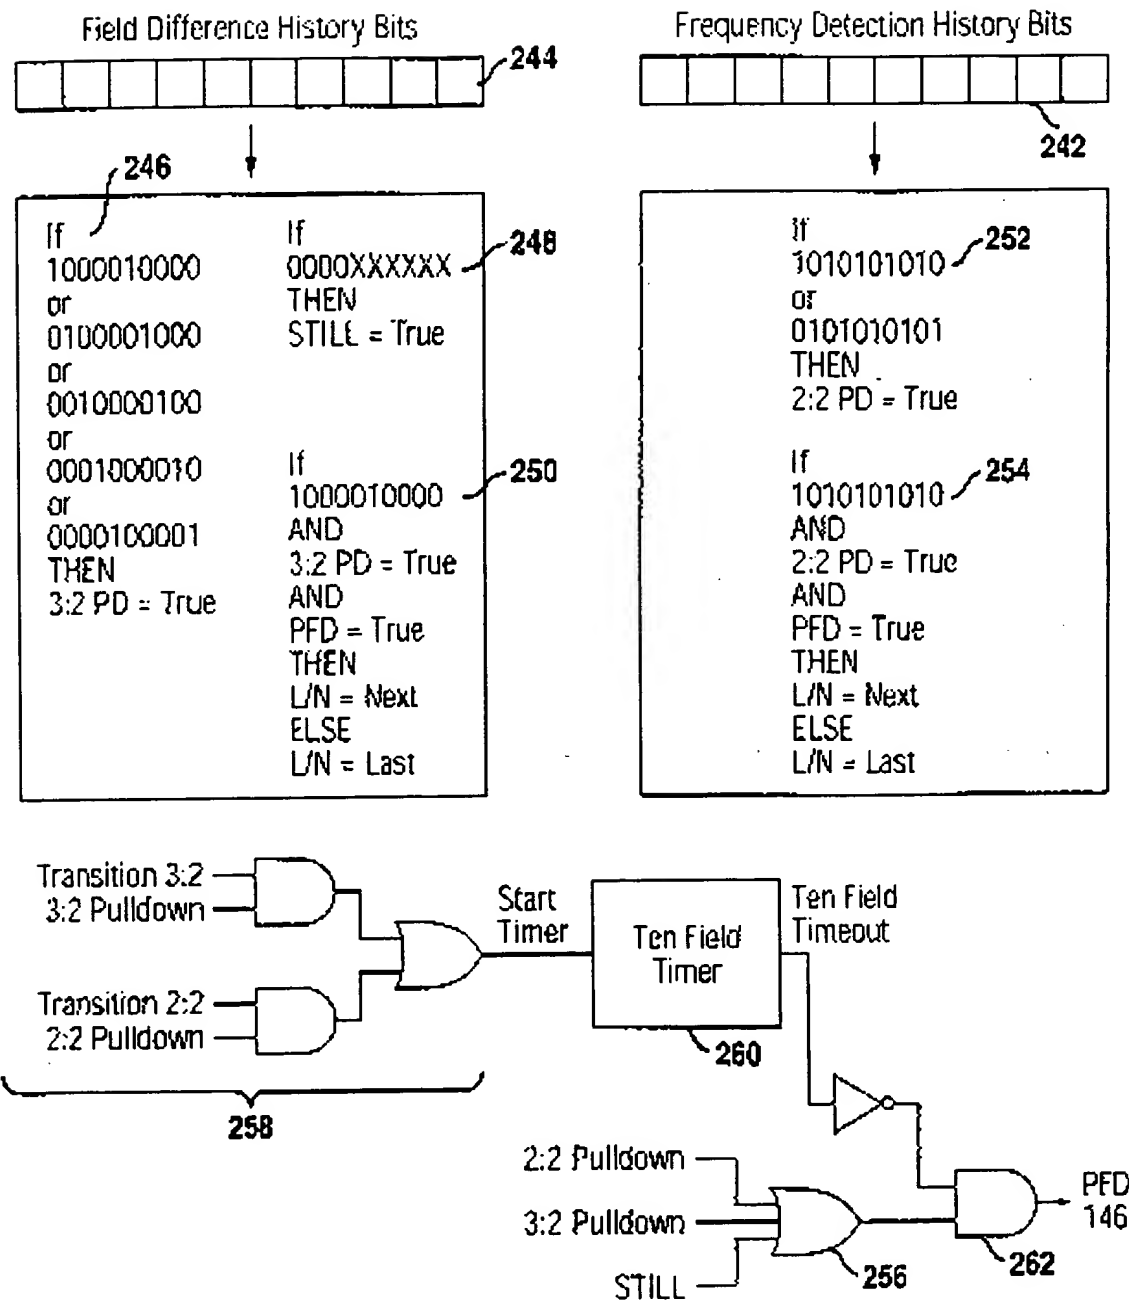 Field Difference History Bits
244
Frequency Detection History Bits
242
246
If
1000010000
or
0100001000
or
0010000100
or
0001000010
or
0000100001
THEN
3:2 PD = True
If
0000XXXXXX
248
THEN
STILL = True
If
1000010000
250
AND
3:2 PD = True
AND
PFD = True
THEN
L/N = Next
ELSE
L/N = Last
If
1010101010
252
or
0101010101
THEN
2:2 PD = True
If
1010101010
254
AND
2:2 PD = True
AND
PFD = True
THEN
L/N = Next
ELSE
L/N = Last
Transition 3:2
3:2 Pulldown
Transition 2:2
2:2 Pulldown
258
Start
Timer
Ten Field
Timer
260
Ten Field
Timeout
2:2 Pulldown
3:2 Pulldown
STILL
256
262
PFD
146